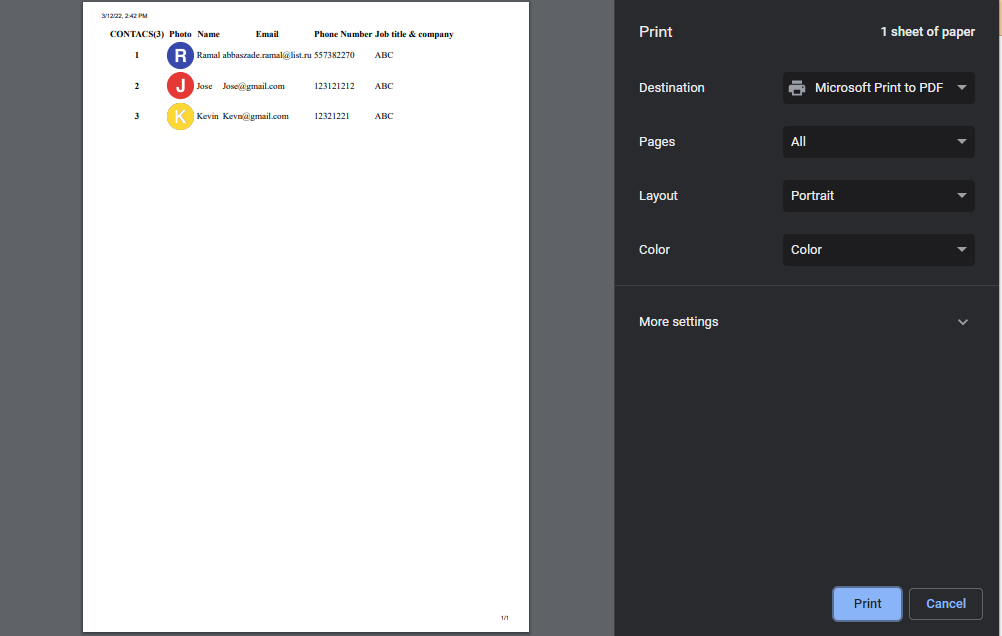 3/12/22, 2:42 PM
CONTACS(3) Photo Name Email Phone Number Job title & company
1 R Ramal abbaszade.ramal@list.ru 557382270 ABC
2 J Jose Jose@gmail.com 123121212 ABC
3 K Kevin Kevn@gmail.com 12321221 ABC
1/1
Print 1 sheet of paper
Destination Microsoft Print to PDF
Pages All
Layout Portrait
Color Color
More settings
Print Cancel